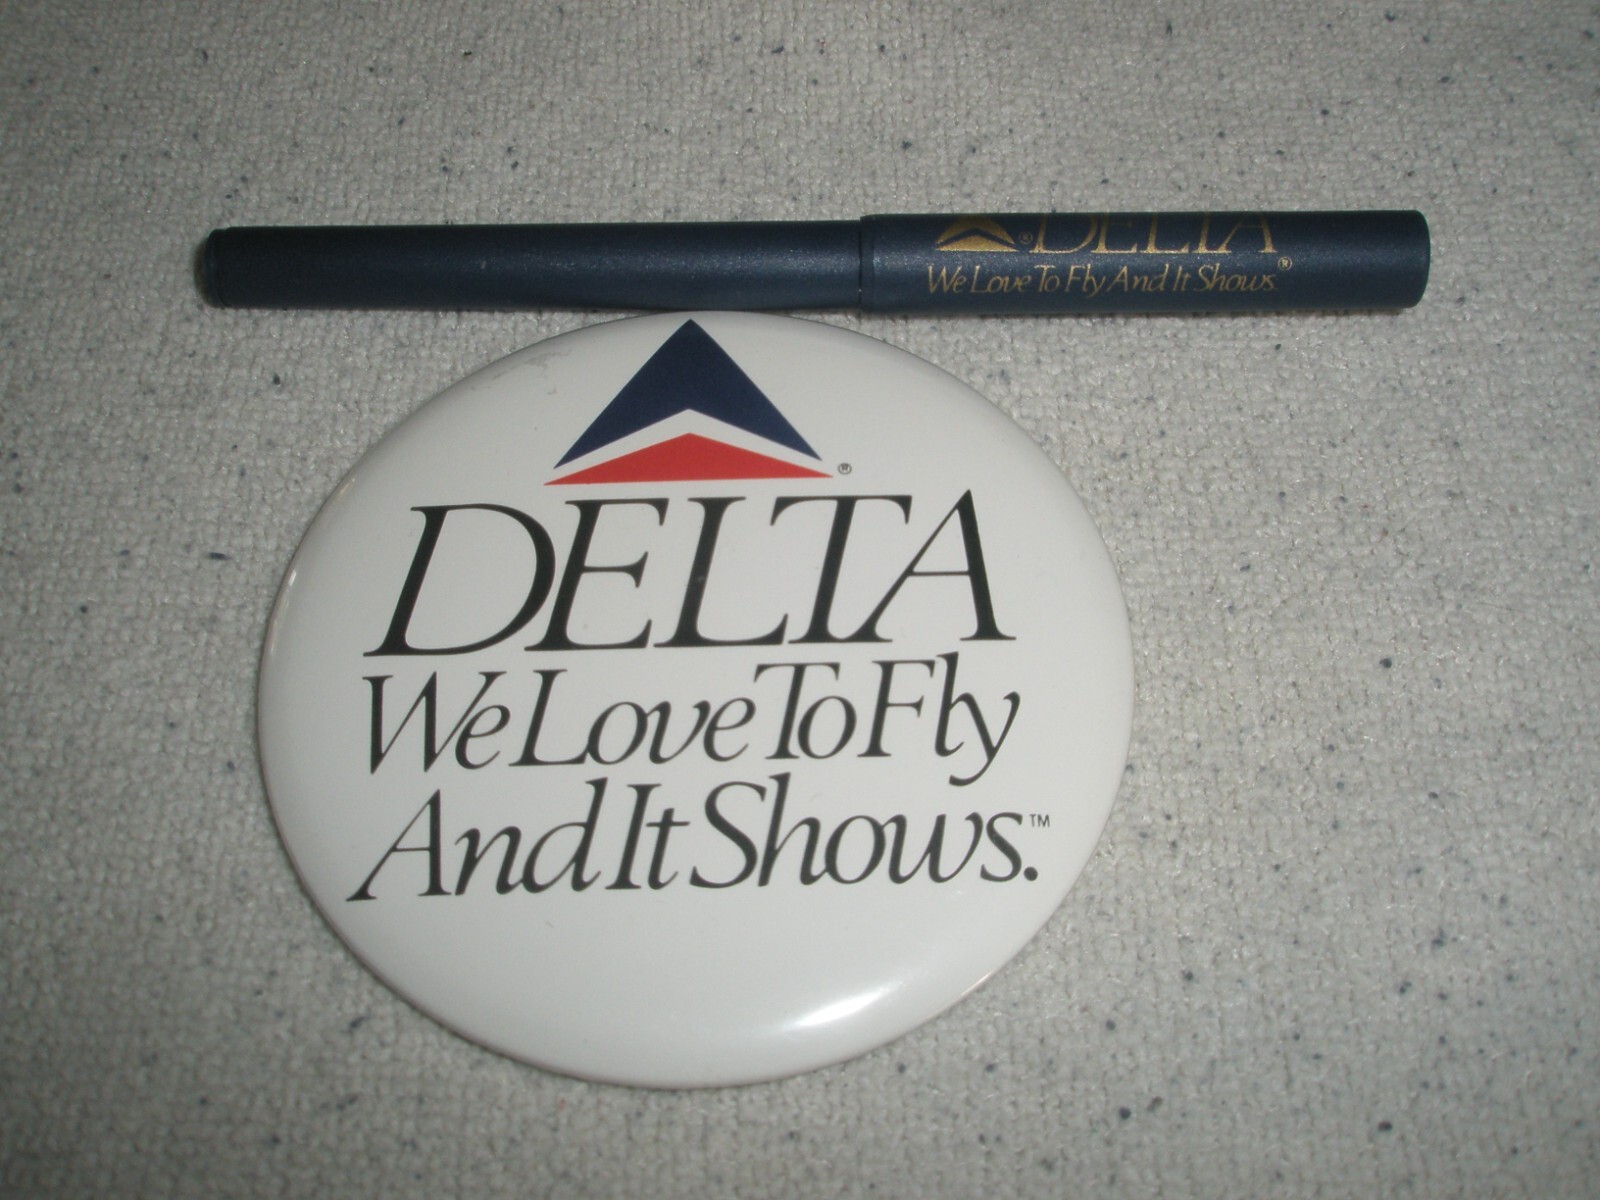 ® DELTA
We Love To Fly And It Shows.®
®
DELTA
We Love To Fly
And It Shows.™